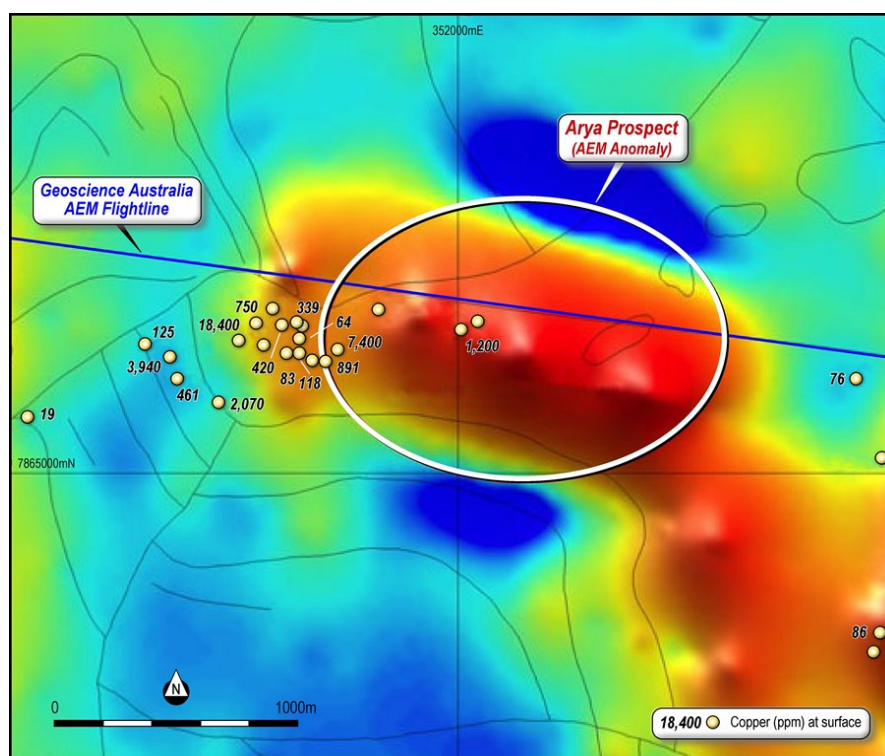 352000mE
Arya Prospect
(AEM Anomaly)
Geoscience Australia
AEM Flightline
750
339
18,400
64
125
7,400
1,200
3,940
420
83
118
891
76
461
2,070
19
7865000mN
86
N
0
1000m
18,400 Copper (ppm) at surface